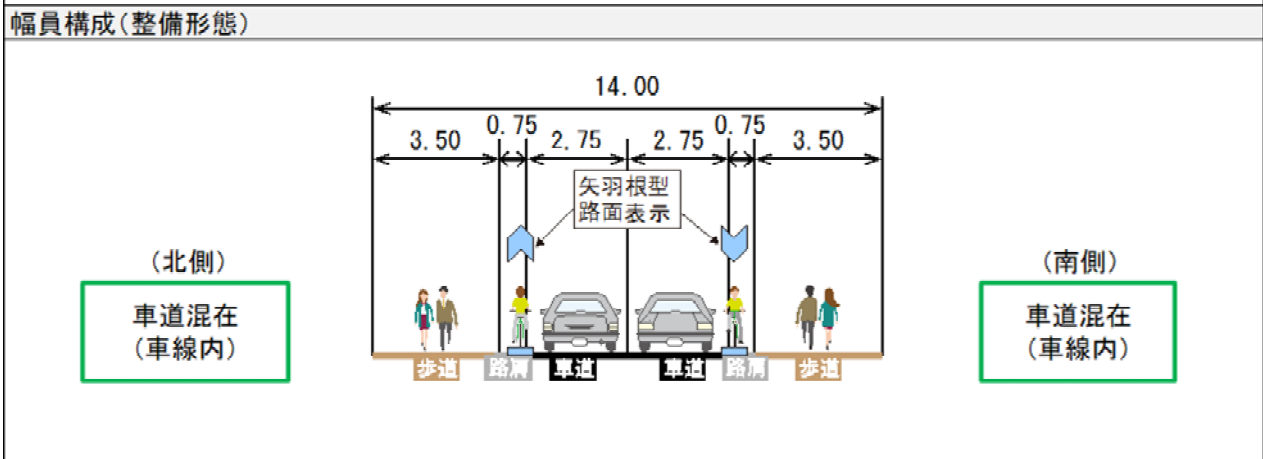 幅員構成(整備形態)
14.00
3.50 0.75 2.75 2.75 0.75 3.50
矢羽根型
路面表示
(北側)
車道混在
(車線内)
(南側)
車道混在
(車線内)
歩道 路肩 車道 車道 路肩 歩道